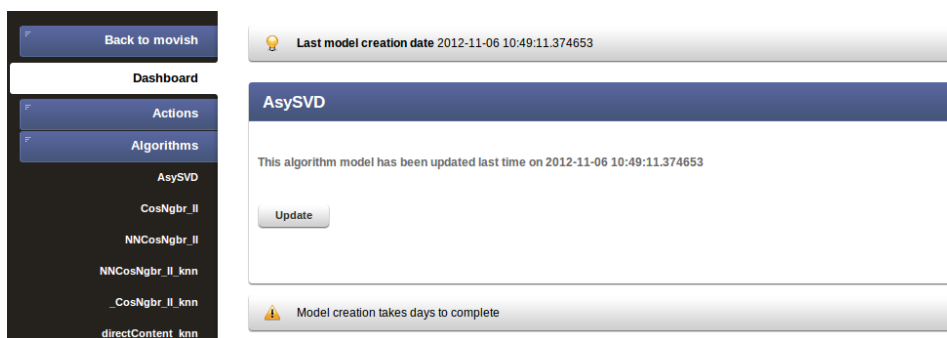 Back to movish
Dashboard
Actions
Algorithms
AsySVD
CosNgbr_II
NNCosNgbr_II
NNCosNgbr_II_knn
_CosNgbr_II_knn
directContent_knn
Last model creation date 2012-11-06 10:49:11.374653
AsySVD
This algorithm model has been updated last time on 2012-11-06 10:49:11.374653
Update
Model creation takes days to complete